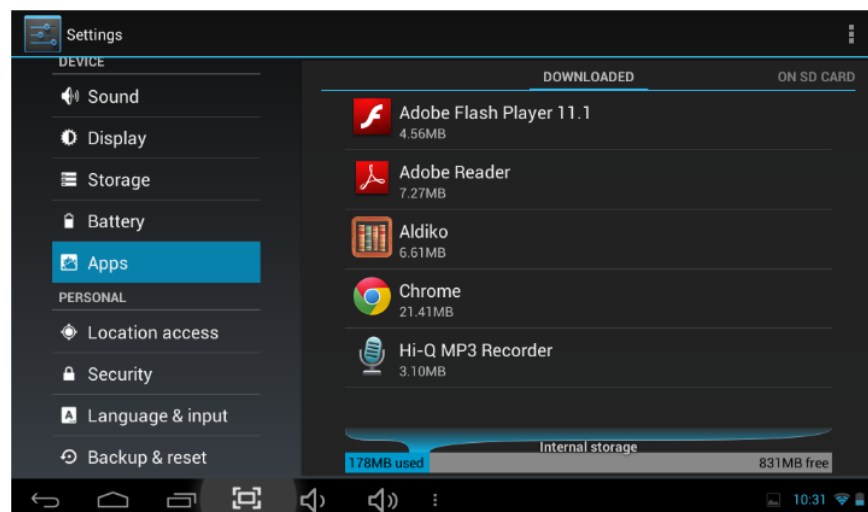 Settings
DEVICE
Sound
Display
Storage
Battery
Apps
PERSONAL
Location access
Security
A Language & input
Backup & reset
DOWNLOADED
ON SD CARD
Adobe Flash Player 11.1
4.56MB
Adobe Reader
7.27MB
Aldiko
6.61MB
Chrome
21.41MB
Hi-Q MP3 Recorder
3.10MB
Internal storage
178MB used
831MB free
10:31